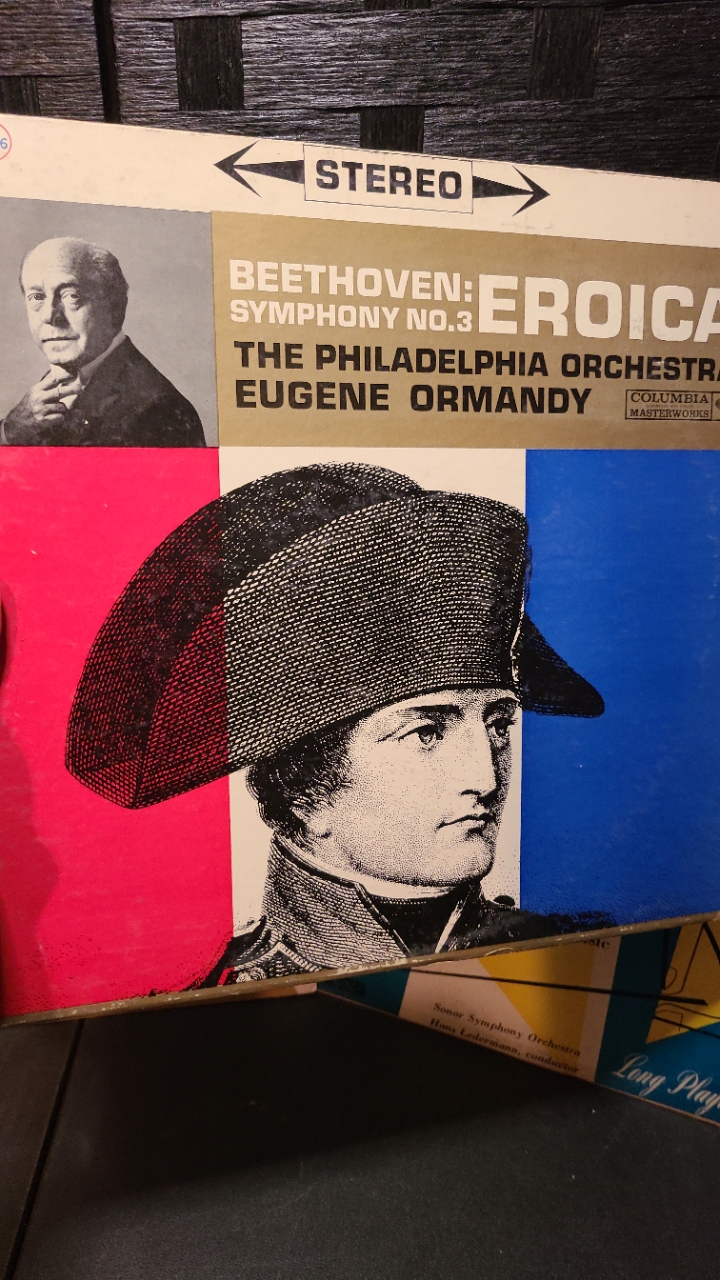 6
STEREO
BEETHOVEN:
SYMPHONY NO.3
EROICA
THE PHILADELPHIA ORCHESTRA
EUGENE ORMANDY
COLUMBIA
MASTERWORKS
Sonor Symphony Orchestra
Hans Ledermann, conductor
Long Play